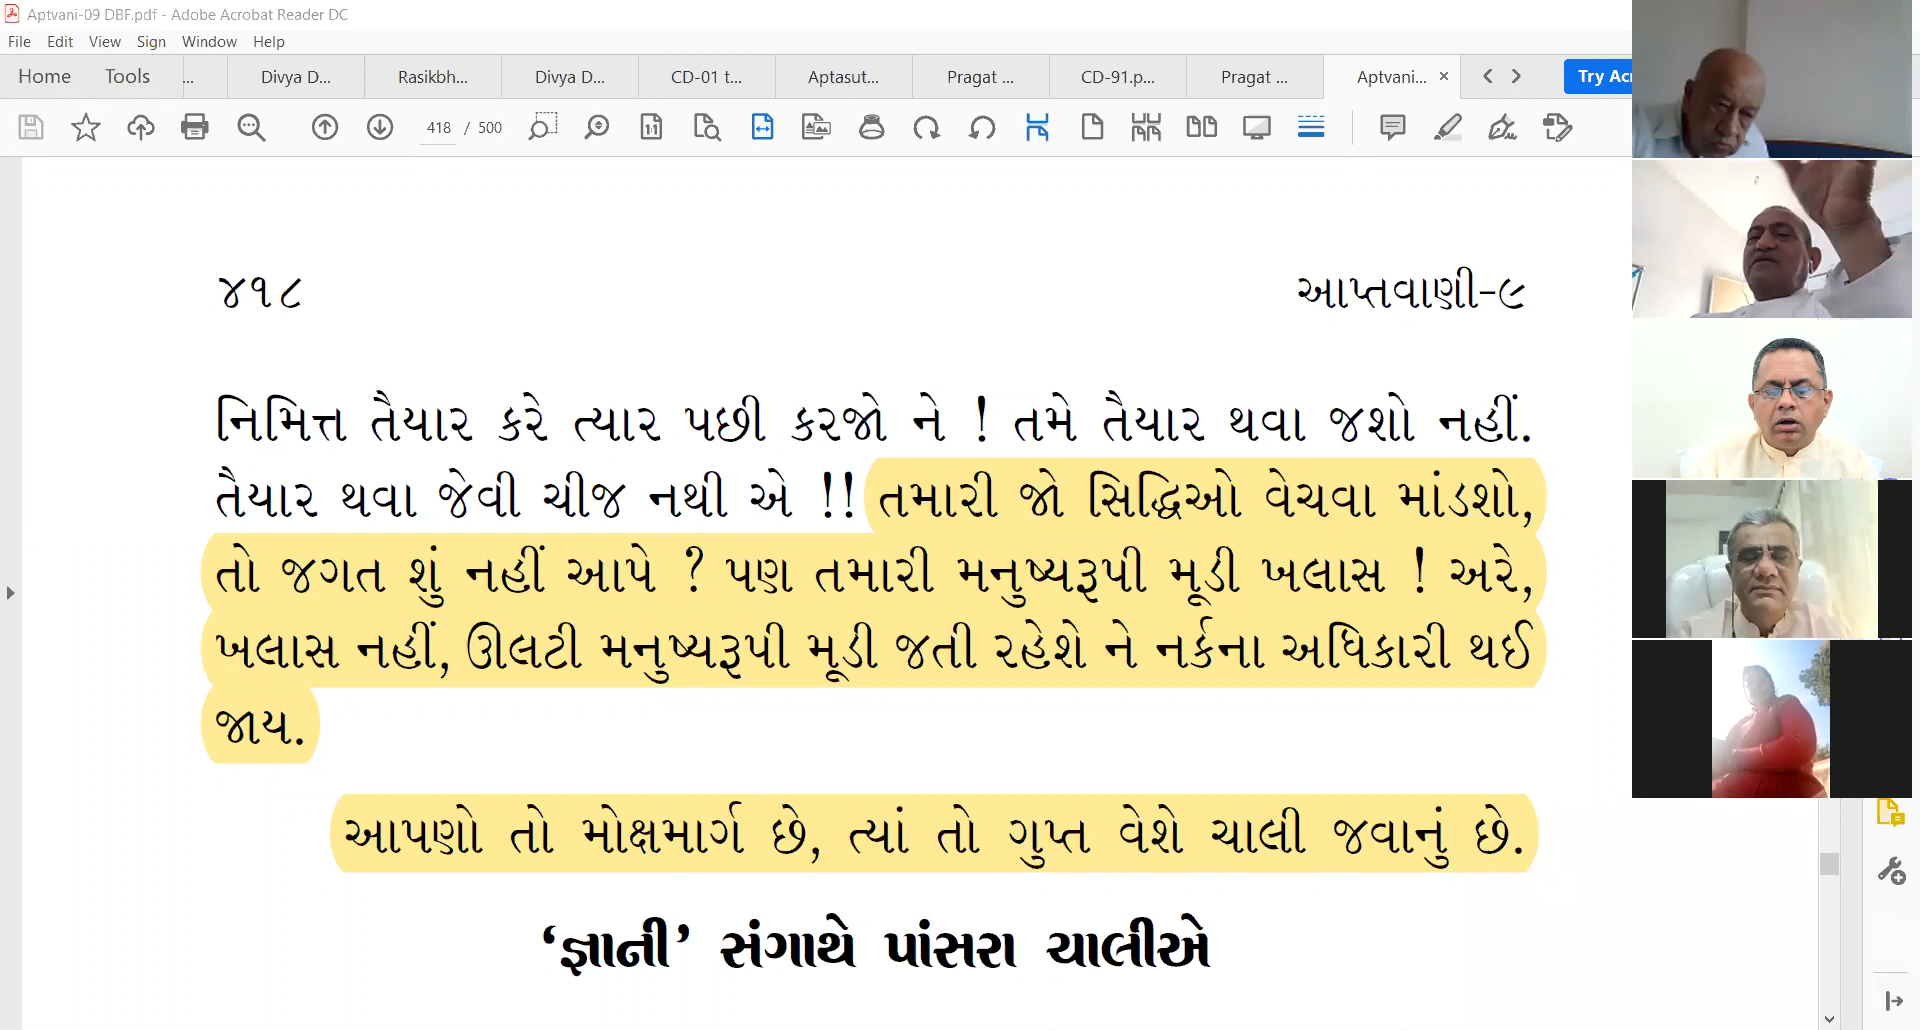 Aptvani-09 DBF.pdf - Adobe Acrobat Reader DC
File Edit View Sign Window Help
Home Tools ... Divya D... Rasikbh... Divya D... CD-01 t... Aptasut... Pragat ... CD-91.p... Pragat ... Aptvani... × Try Acr
418 / 500
૪૧૮ આપ્તવાણી-૯
નિમિત્ત તૈયાર કરે ત્યાર પછી કરજો ને ! તમે તૈયાર થવા જશો નહીં.
તૈયાર થવા જેવી ચીજ નથી એ !! તમારી જો સિદ્ધિઓ વેચવા માંડશો,
તો જગત શું નહીં આપે ? પણ તમારી મનુષ્યરૂપી મૂડી ખલાસ ! અરે,
ખલાસ નહીં, ઊલટી મનુષ્યરૂપી મૂડી જતી રહેશે ને નર્કના અધિકારી થઈ
જાય.
આપણો તો મોક્ષમાર્ગ છે, ત્યાં તો ગુપ્ત વેશે ચાલી જવાનું છે.
‘જ્ઞાની’ સંગાથે પાંસરા ચાલીએ